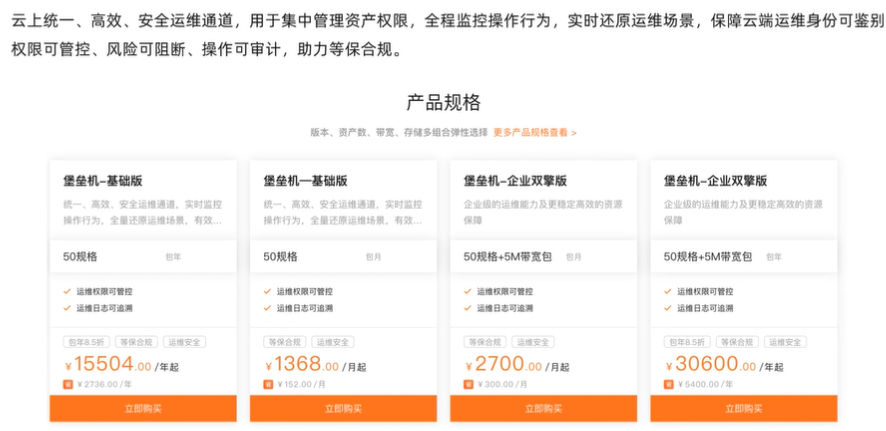 云上统一、高效、安全运维通道，用于集中管理资产权限，全程监控操作行为，实时还原运维场景，保障云端运维身份可鉴别
权限可管控、风险可阻断、操作可审计，助力等保合规。
产品规格
版本、资产数、带宽、存储多组合弹性选择 更多产品规格查看 >
堡垒机-基础版
统一、高效、安全运维通道，实时监控
操作行为，全量还原运维场景，有效...
50规格 包年
运维权限可管控
运维日志可追溯
包年8.5折 等保合规 运维安全
¥15504.00 /年起
省 ¥2736.00/年
立即购买
堡垒机—基础版
统一、高效、安全运维通道，实时监控
操作行为，全量还原运维场景，有效...
50规格 包月
运维权限可管控
运维日志可追溯
等保合规 运维安全
¥1368.00 /月起
省 ¥152.00/月
立即购买
堡垒机-企业双擎版
企业级的运维能力及更稳定高效的资源
保障
50规格+5M带宽包 包月
运维权限可管控
运维日志可追溯
等保合规 运维安全
¥2700.00 /月起
省 ¥300.00/月
立即购买
堡垒机-企业双擎版
企业级的运维能力及更稳定高效的资源
保障
50规格+5M带宽包 包年
运维权限可管控
运维日志可追溯
包年8.5折 等保合规 运维安全
¥30600.00 /年起
省 ¥5400.00/年
立即购买